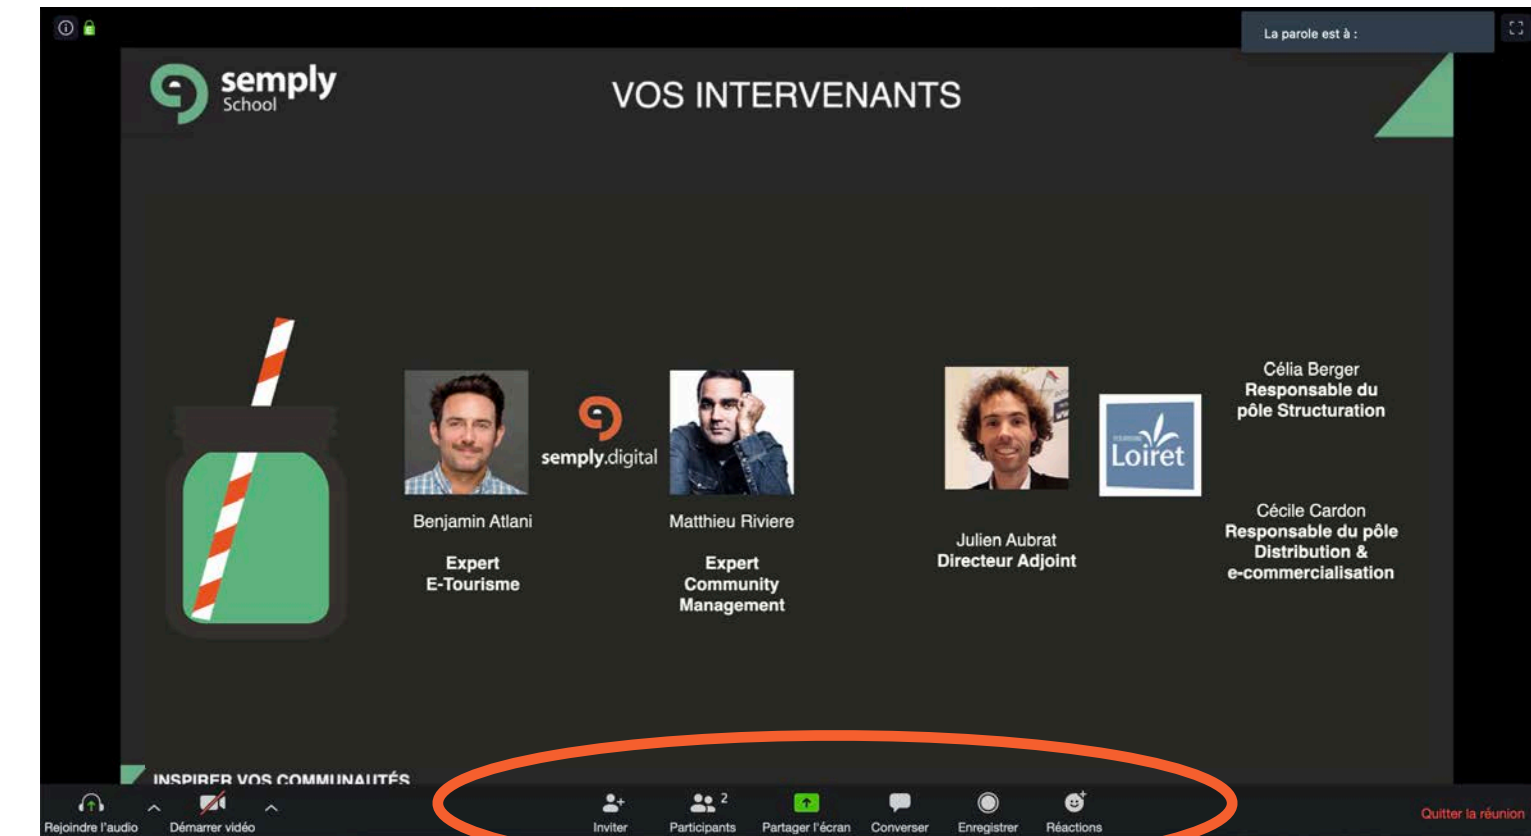 La parole est à :
semply
School
VOS INTERVENANTS
Célia Berger
Responsable du
pôle Structuration
semply.digital
TOURISME
Loiret
Benjamin Atlani
Expert
E-Tourisme
Matthieu Riviere
Expert
Community
Management
Julien Aubrat
Directeur Adjoint
Cécile Cardon
Responsable du pôle
Distribution &
e-commercialisation
INSPIRER VOS COMMUNAUTÉS
Rejoindre l'audio
Démarrer vidéo
Inviter
Participants 2
Partager l'écran
Converser
Enregistrer
Réactions
Quitter la réunion